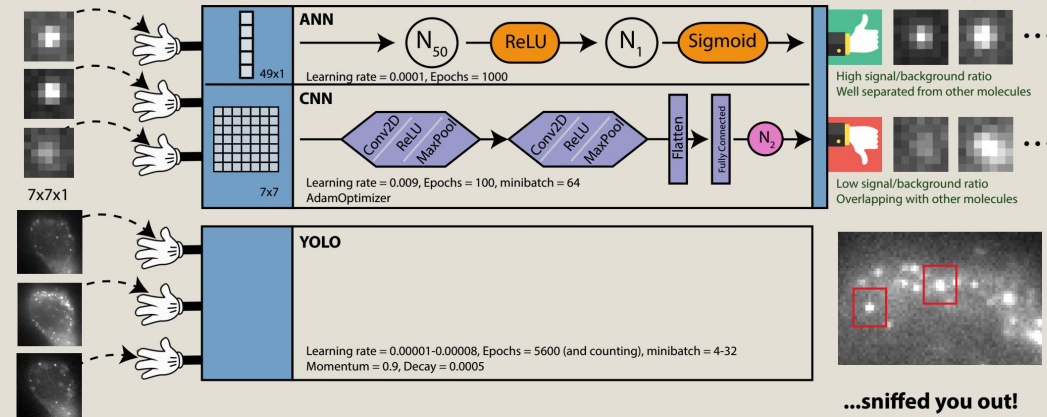 ANN
49x1
N50
ReLU
N1
Sigmoid
Learning rate = 0.0001, Epochs = 1000
CNN
7x7
Conv2D
ReLU
MaxPool
Conv2D
ReLU
MaxPool
Flatten
Fully Connected
N2
Learning rate = 0.009, Epochs = 100, minibatch = 64
AdamOptimizer
7x7x1
High signal/background ratio
Well separated from other molecules
Low signal/background ratio
Overlapping with other molecules
YOLO
Learning rate = 0.00001-0.00008, Epochs = 5600 (and counting), minibatch = 4-32
Momentum = 0.9, Decay = 0.0005
...sniffed you out!